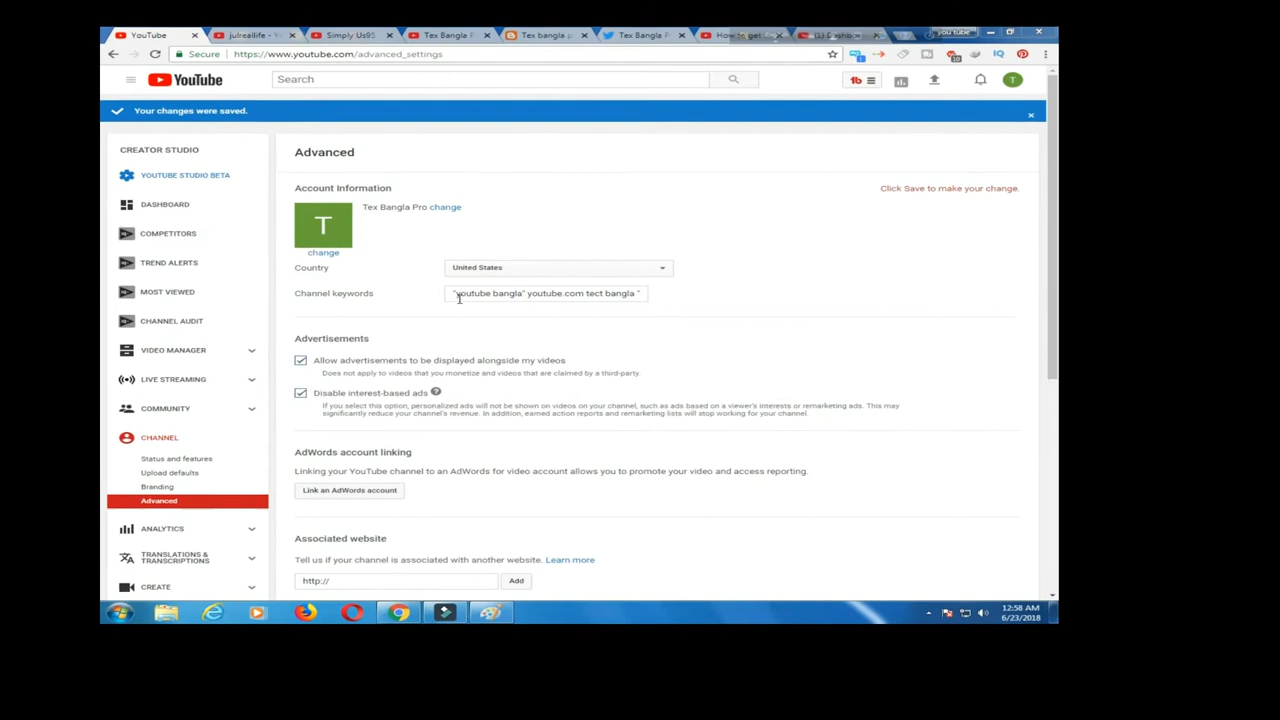 YouTube
julreallife - Yo
Simply Us95
Tex Bangla P
Tex bangla p
Tex Bangla P
How to get
(1) Dashbo
you tube
Secure
https://www.youtube.com/advanced_settings
IQ
YouTube
Search
tb
T
Your changes were saved.
CREATOR STUDIO
YOUTUBE STUDIO BETA
DASHBOARD
COMPETITORS
TREND ALERTS
MOST VIEWED
CHANNEL AUDIT
VIDEO MANAGER
LIVE STREAMING
COMMUNITY
CHANNEL
Status and features
Upload defaults
Branding
Advanced
ANALYTICS
TRANSLATIONS &
TRANSCRIPTIONS
CREATE
Advanced
Account Information
Click Save to make your change.
T
Tex Bangla Pro change
change
Country
United States
Channel keywords
"youtube bangla" youtube.com tect bangla "
Advertisements
Allow advertisements to be displayed alongside my videos
Does not apply to videos that you monetize and videos that are claimed by a third-party.
Disable interest-based ads
If you select this option, personalized ads will not be shown on videos on your channel, such as ads based on a viewer's interests or remarketing ads. This may
significantly reduce your channel's revenue. In addition, earned action reports and remarketing lists will stop working for your channel.
AdWords account linking
Linking your YouTube channel to an AdWords for video account allows you to promote your video and access reporting.
Link an AdWords account
Associated website
Tell us if your channel is associated with another website. Learn more
http://
Add
12:58 AM
6/23/2018